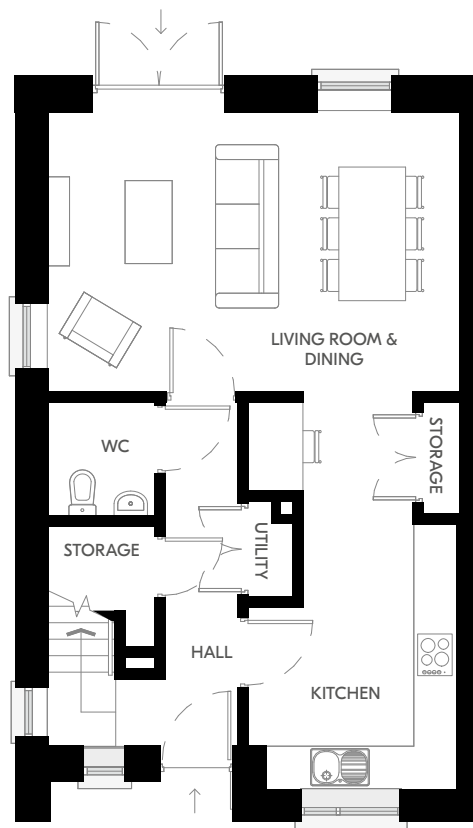 LIVING ROOM &
DINING
WC
STORAGE
STORAGE
UTILITY
HALL
KITCHEN